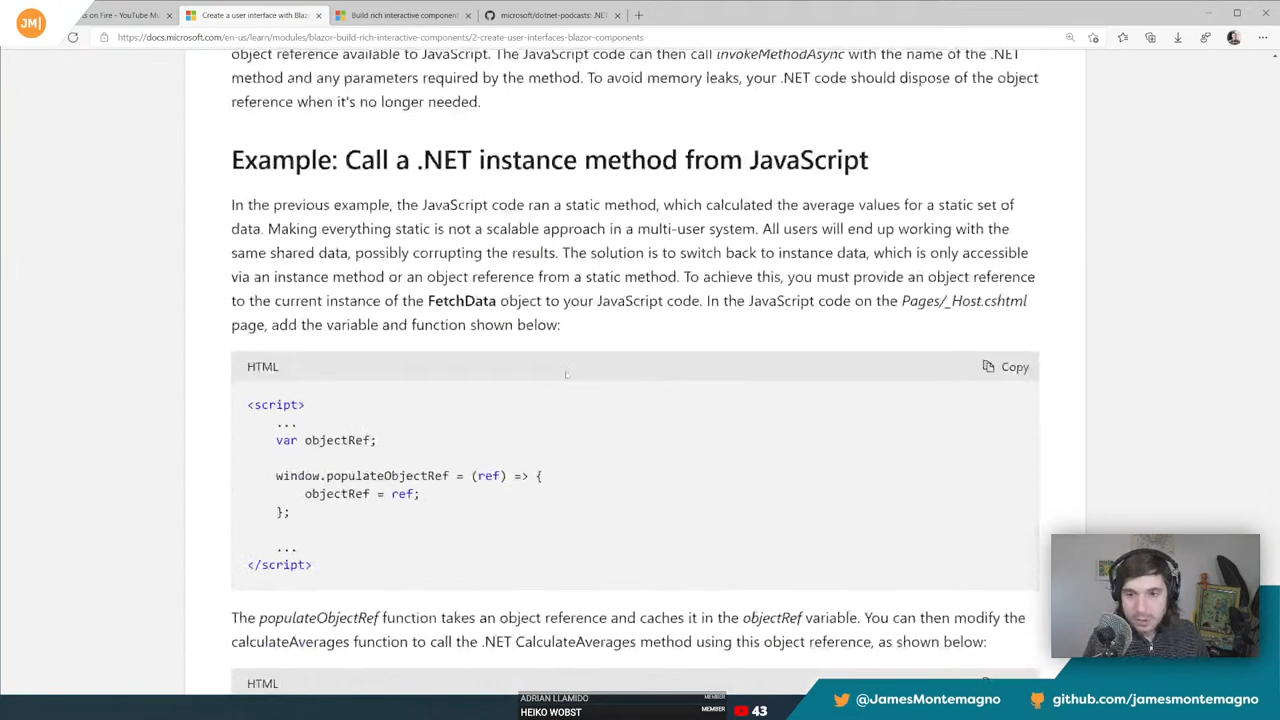 JM|
s on Fire - YouTube Mu
Create a user interface with Blaz
Build rich interactive component
microsoft/dotnet-podcasts: .NET
https://docs.microsoft.com/en-us/learn/modules/blazor-build-rich-interactive-components/2-create-user-interfaces-blazor-components
object reference available to JavaScript. The JavaScript code can then call invokeMethodAsync with the name of the .NET
method and any parameters required by the method. To avoid memory leaks, your .NET code should dispose of the object
reference when it's no longer needed.
Example: Call a .NET instance method from JavaScript
In the previous example, the JavaScript code ran a static method, which calculated the average values for a static set of
data. Making everything static is not a scalable approach in a multi-user system. All users will end up working with the
same shared data, possibly corrupting the results. The solution is to switch back to instance data, which is only accessible
via an instance method or an object reference from a static method. To achieve this, you must provide an object reference
to the current instance of the FetchData object to your JavaScript code. In the JavaScript code on the Pages/_Host.cshtml
page, add the variable and function shown below:
HTML
Copy
<script>
...
var objectRef;
window.populateObjectRef = (ref) => {
objectRef = ref;
};
...
</script>
The populateObjectRef function takes an object reference and caches it in the objectRef variable. You can then modify the
calculateAverages function to call the .NET CalculateAverages method using this object reference, as shown below:
HTML
ADRIAN LLAMIDO MEMBER
HEIKO WOBST MEMBER
43
@JamesMontemagno
github.com/jamesmontemagno